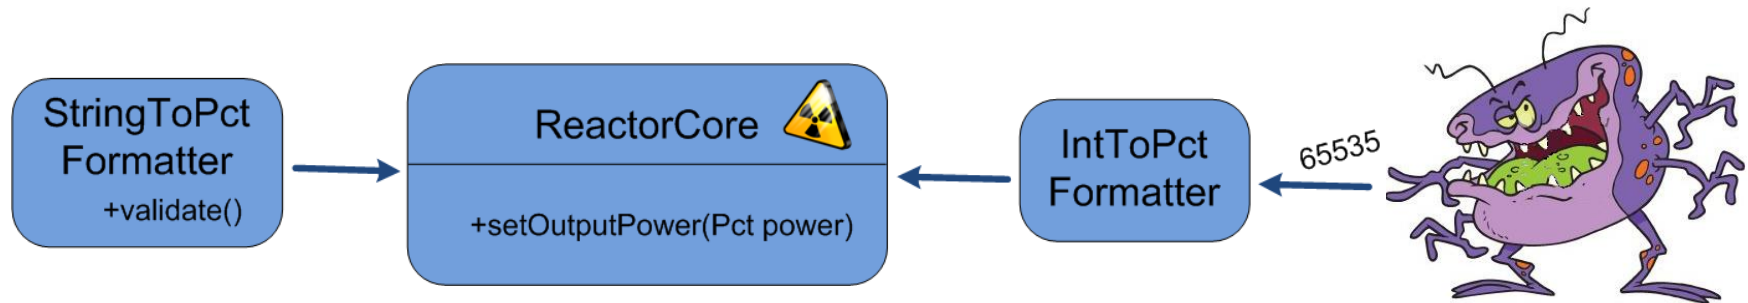 StringToPct
Formatter
+validate()
ReactorCore
+setOutputPower(Pct power)
IntToPct
Formatter
65535